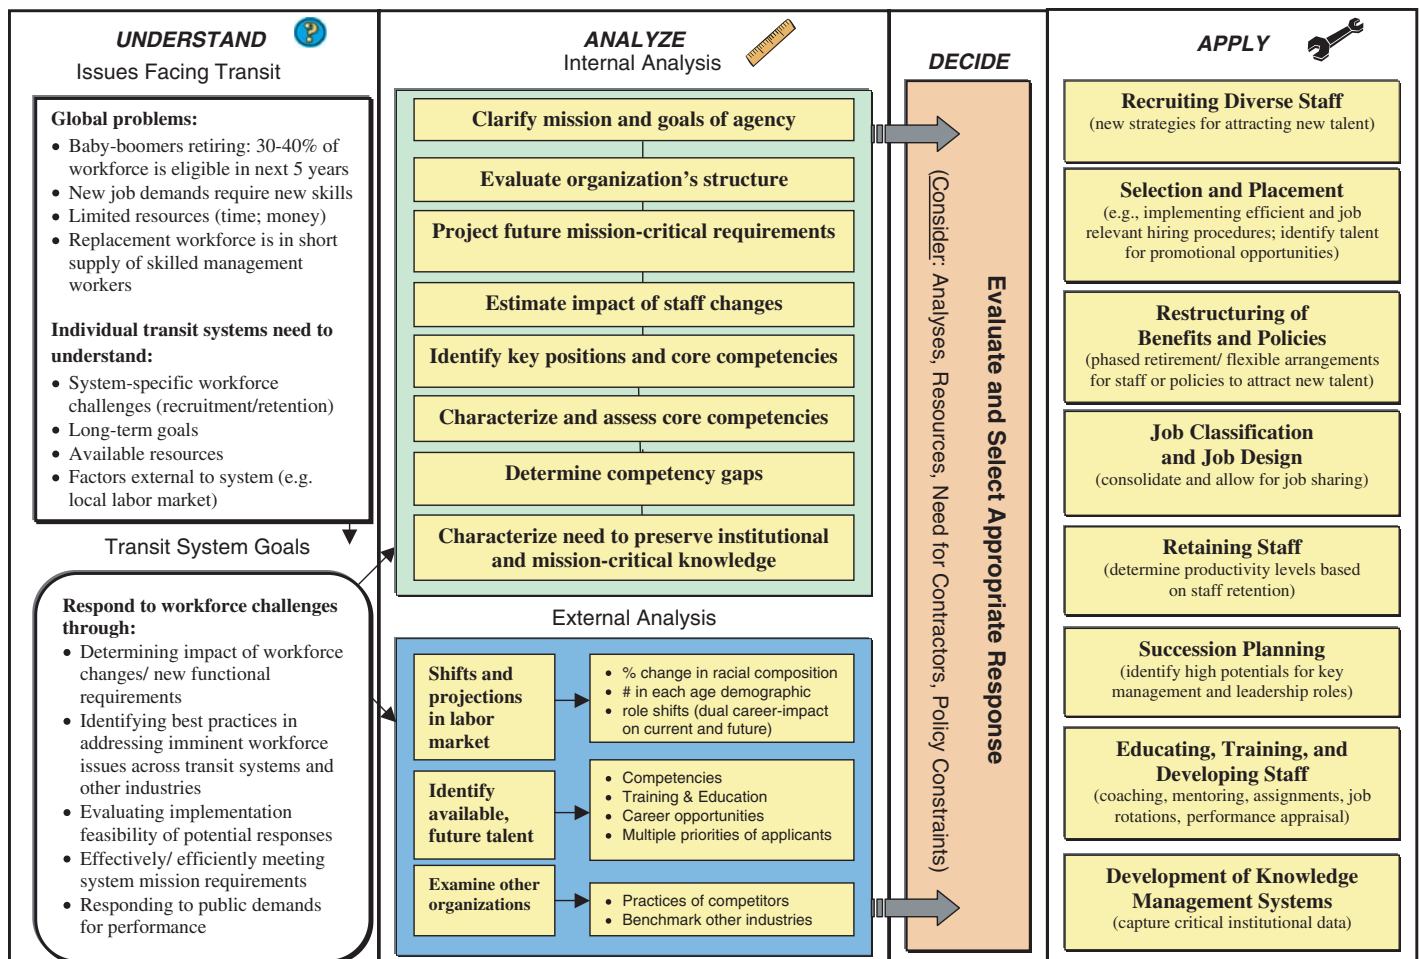 UNDERSTAND
?
Issues Facing Transit
Global problems:
• Baby-boomers retiring: 30-40% of
workforce is eligible in next 5 years
• New job demands require new skills
• Limited resources (time; money)
• Replacement workforce is in short
supply of skilled management
workers
Individual transit systems need to
understand:
• System-specific workforce
challenges (recruitment/retention)
• Long-term goals
• Available resources
• Factors external to system (e.g.
local labor market)
Transit System Goals
Respond to workforce challenges
through:
• Determining impact of workforce
changes/ new functional
requirements
• Identifying best practices in
addressing imminent workforce
issues across transit systems and
other industries
• Evaluating implementation
feasibility of potential responses
• Effectively/ efficiently meeting
system mission requirements
• Responding to public demands
for performance
ANALYZE
Internal Analysis
Clarify mission and goals of agency
Evaluate organization's structure
Project future mission-critical requirements
Estimate impact of staff changes
Identify key positions and core competencies
Characterize and assess core competencies
Determine competency gaps
Characterize need to preserve institutional
and mission-critical knowledge
External Analysis
Shifts and
projections
in labor
market
• % change in racial composition
• # in each age demographic
• role shifts (dual career-impact
on current and future)
Identify
available,
future talent
• Competencies
• Training & Education
• Career opportunities
• Multiple priorities of applicants
Examine other
organizations
• Practices of competitors
• Benchmark other industries
DECIDE
Evaluate and Select Appropriate Response
(Consider: Analyses, Resources, Need for Contractors, Policy Constraints)
APPLY
Recruiting Diverse Staff
(new strategies for attracting new talent)
Selection and Placement
(e.g., implementing efficient and job
relevant hiring procedures; identify talent
for promotional opportunities)
Restructuring of
Benefits and Policies
(phased retirement/ flexible arrangements
for staff or policies to attract new talent)
Job Classification
and Job Design
(consolidate and allow for job sharing)
Retaining Staff
(determine productivity levels based
on staff retention)
Succession Planning
(identify high potentials for key
management and leadership roles)
Educating, Training, and
Developing Staff
(coaching, mentoring, assignments, job
rotations, performance appraisal)
Development of Knowledge
Management Systems
(capture critical institutional data)